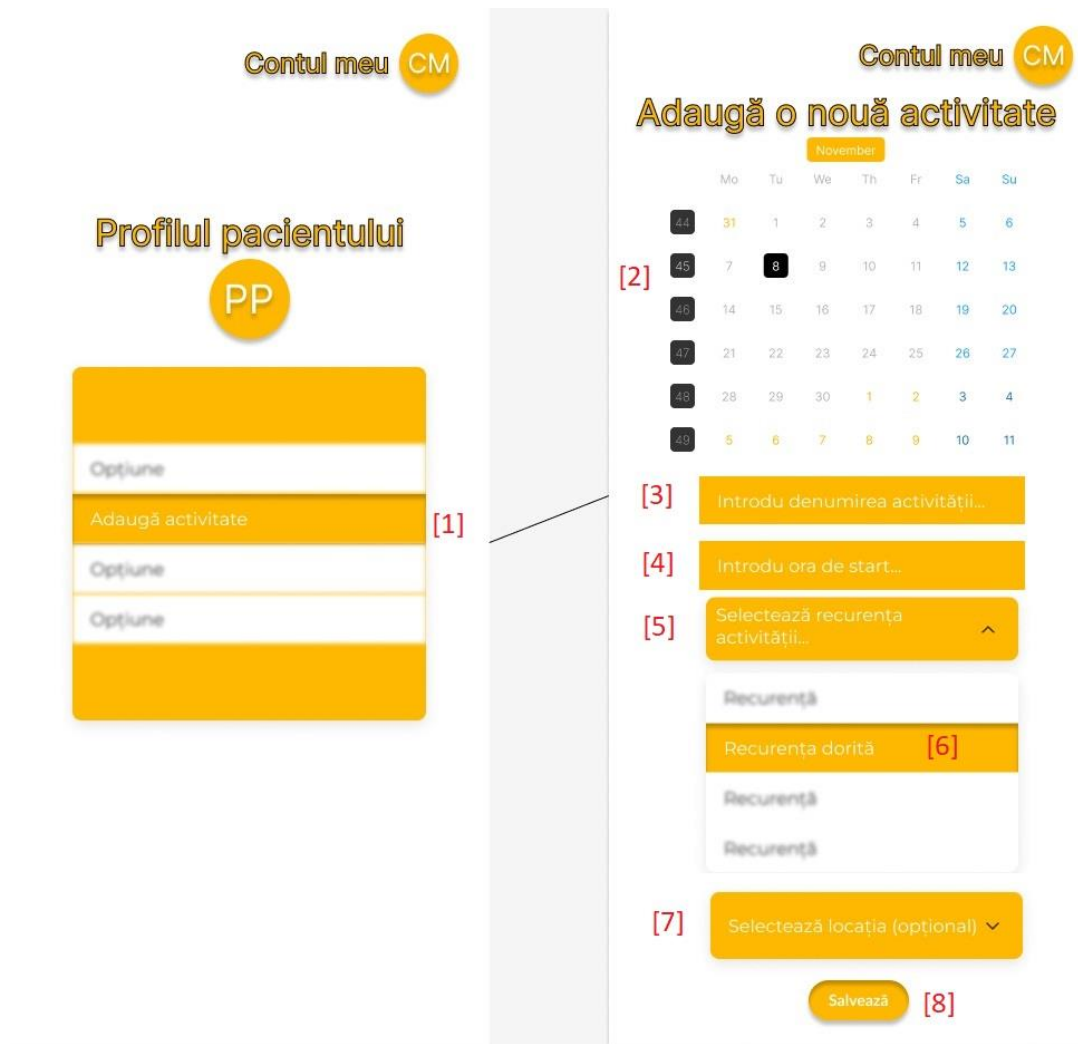 Contul meu CM
Profilul pacientului
PP
Opțiune
Adaugă activitate [1]
Opțiune
Opțiune
Contul meu CM
Adaugă o nouă activitate
November
Mo Tu We Th Fr Sa Su
44 31 1 2 3 4 5 6
[2] 45 7 8 9 10 11 12 13
46 14 15 16 17 18 19 20
47 21 22 23 24 25 26 27
48 28 29 30 1 2 3 4
49 5 6 7 8 9 10 11
[3] Introdu denumirea activității...
[4] Introdu ora de start...
[5] Selectează recurența
activității...
Recurență
Recurența dorită [6]
Recurență
Recurență
[7] Selectează locația (optional)
Salvează [8]